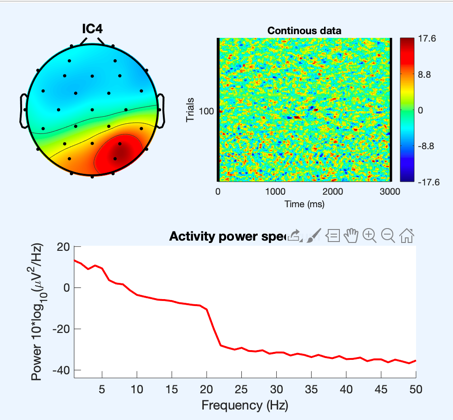 IC4
Continous data
Trials
100
17.6
8.8
0
-8.8
-17.6
0 1000 2000 3000
Time (ms)
Activity power spe
Power 10*log10(μV2/Hz)
20
0
-20
-40
5 10 15 20 25 30 35 40 45 50
Frequency (Hz)